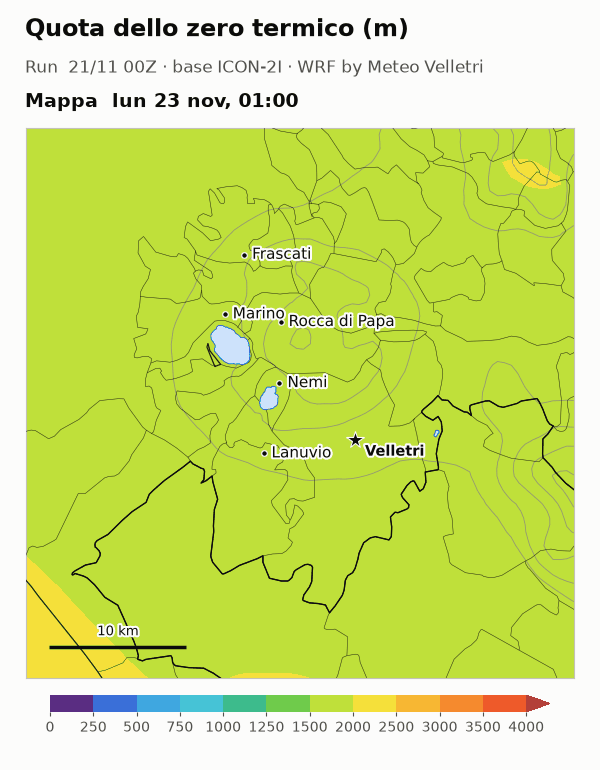 Quota dello zero termico (m)
Run 21/11 00Z · base ICON-2I · WRF by Meteo Velletri
Mappa lun 23 nov, 01:00
Frascati
Marino
Rocca di Papa
Nemi
Velletri
Lanuvio
10 km
0 250 500 750 1000 1250 1500 2000 2500 3000 3500 4000